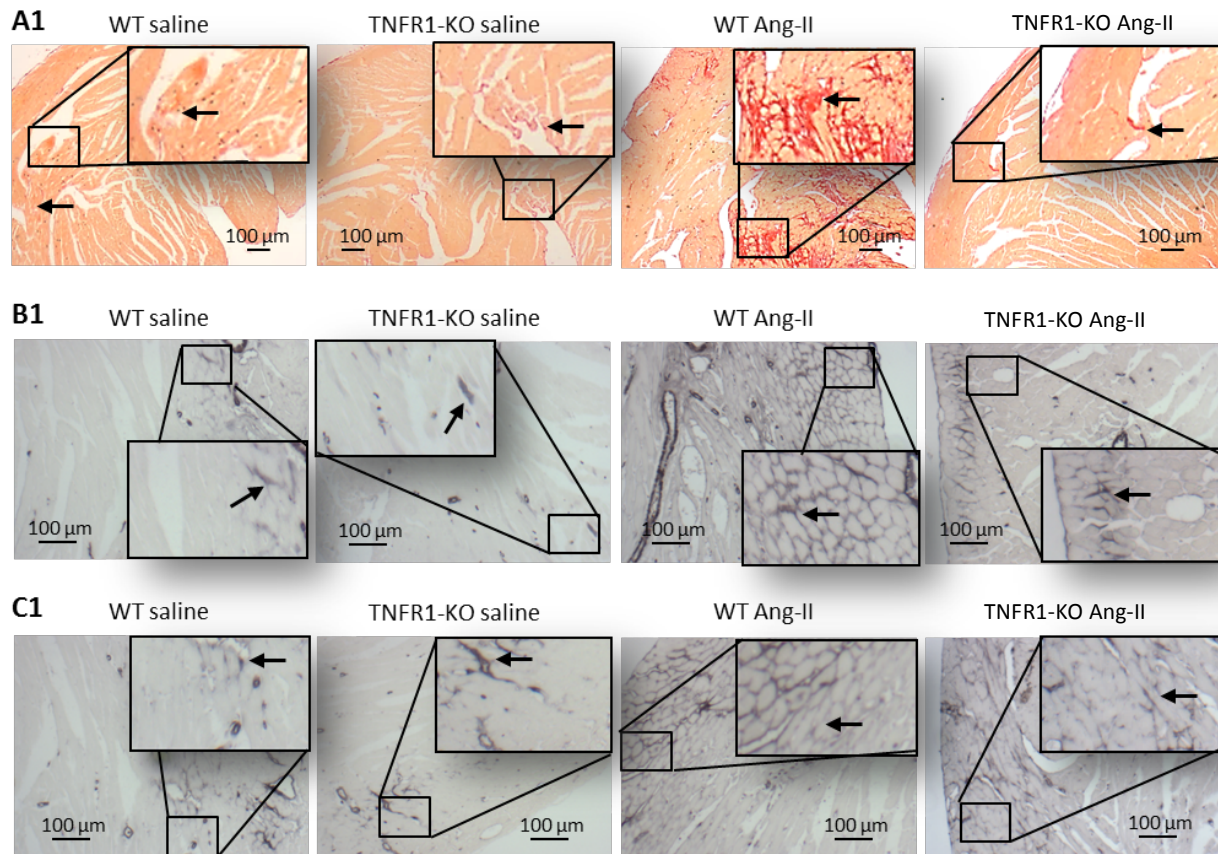 A1
WT saline
TNFR1-KO saline
WT Ang-II
TNFR1-KO Ang-II
100 µm
100 µm
100 µm
100 µm
B1
WT saline
TNFR1-KO saline
WT Ang-II
TNFR1-KO Ang-II
100 µm
100 µm
100 µm
100 µm
C1
WT saline
TNFR1-KO saline
WT Ang-II
TNFR1-KO Ang-II
100 µm
100 µm
100 µm
100 µm